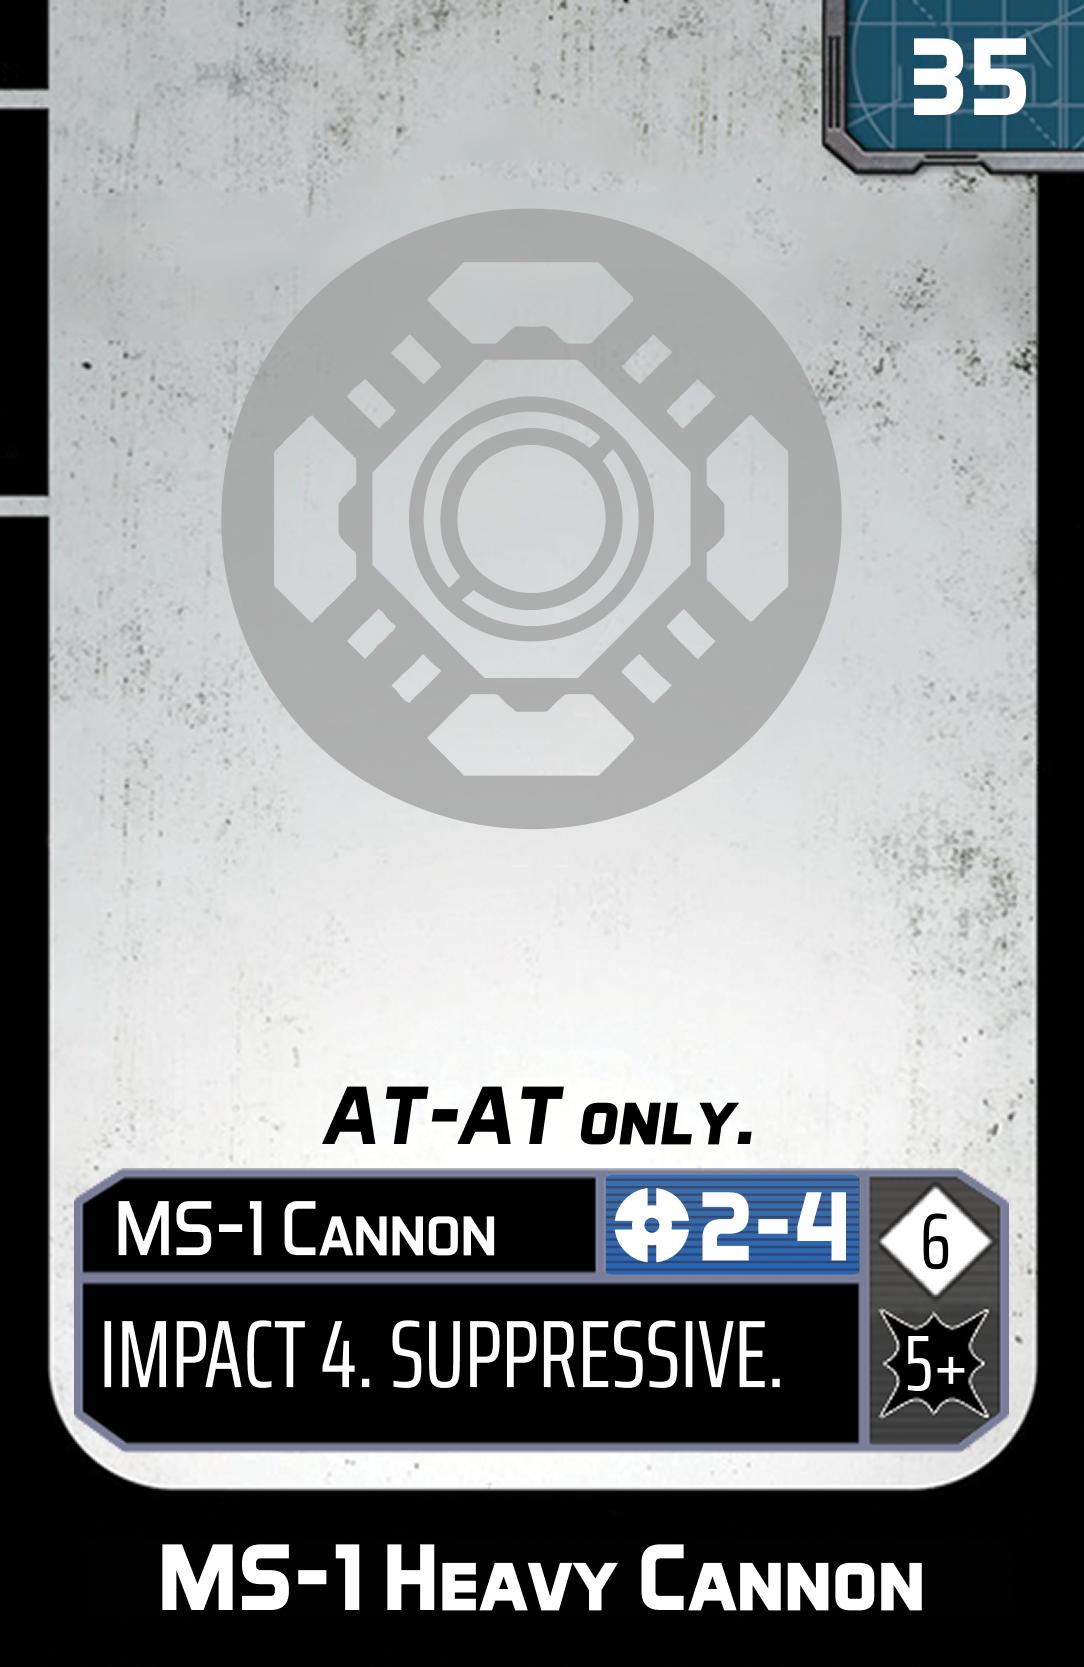 35
AT-AT ONLY.
MS-1 CANNON
2-4
6
IMPACT 4. SUPPRESSIVE.
5+
MS-1 HEAVY CANNON